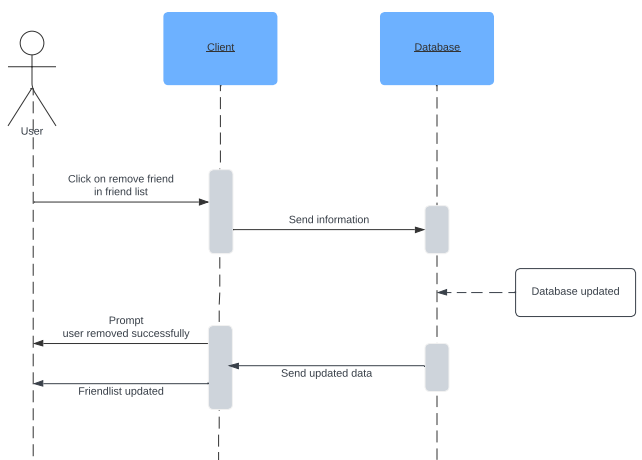 Client
Database
User
Click on remove friend
in friend list
Send information
Database updated
Prompt
user removed successfully
Send updated data
Friendlist updated